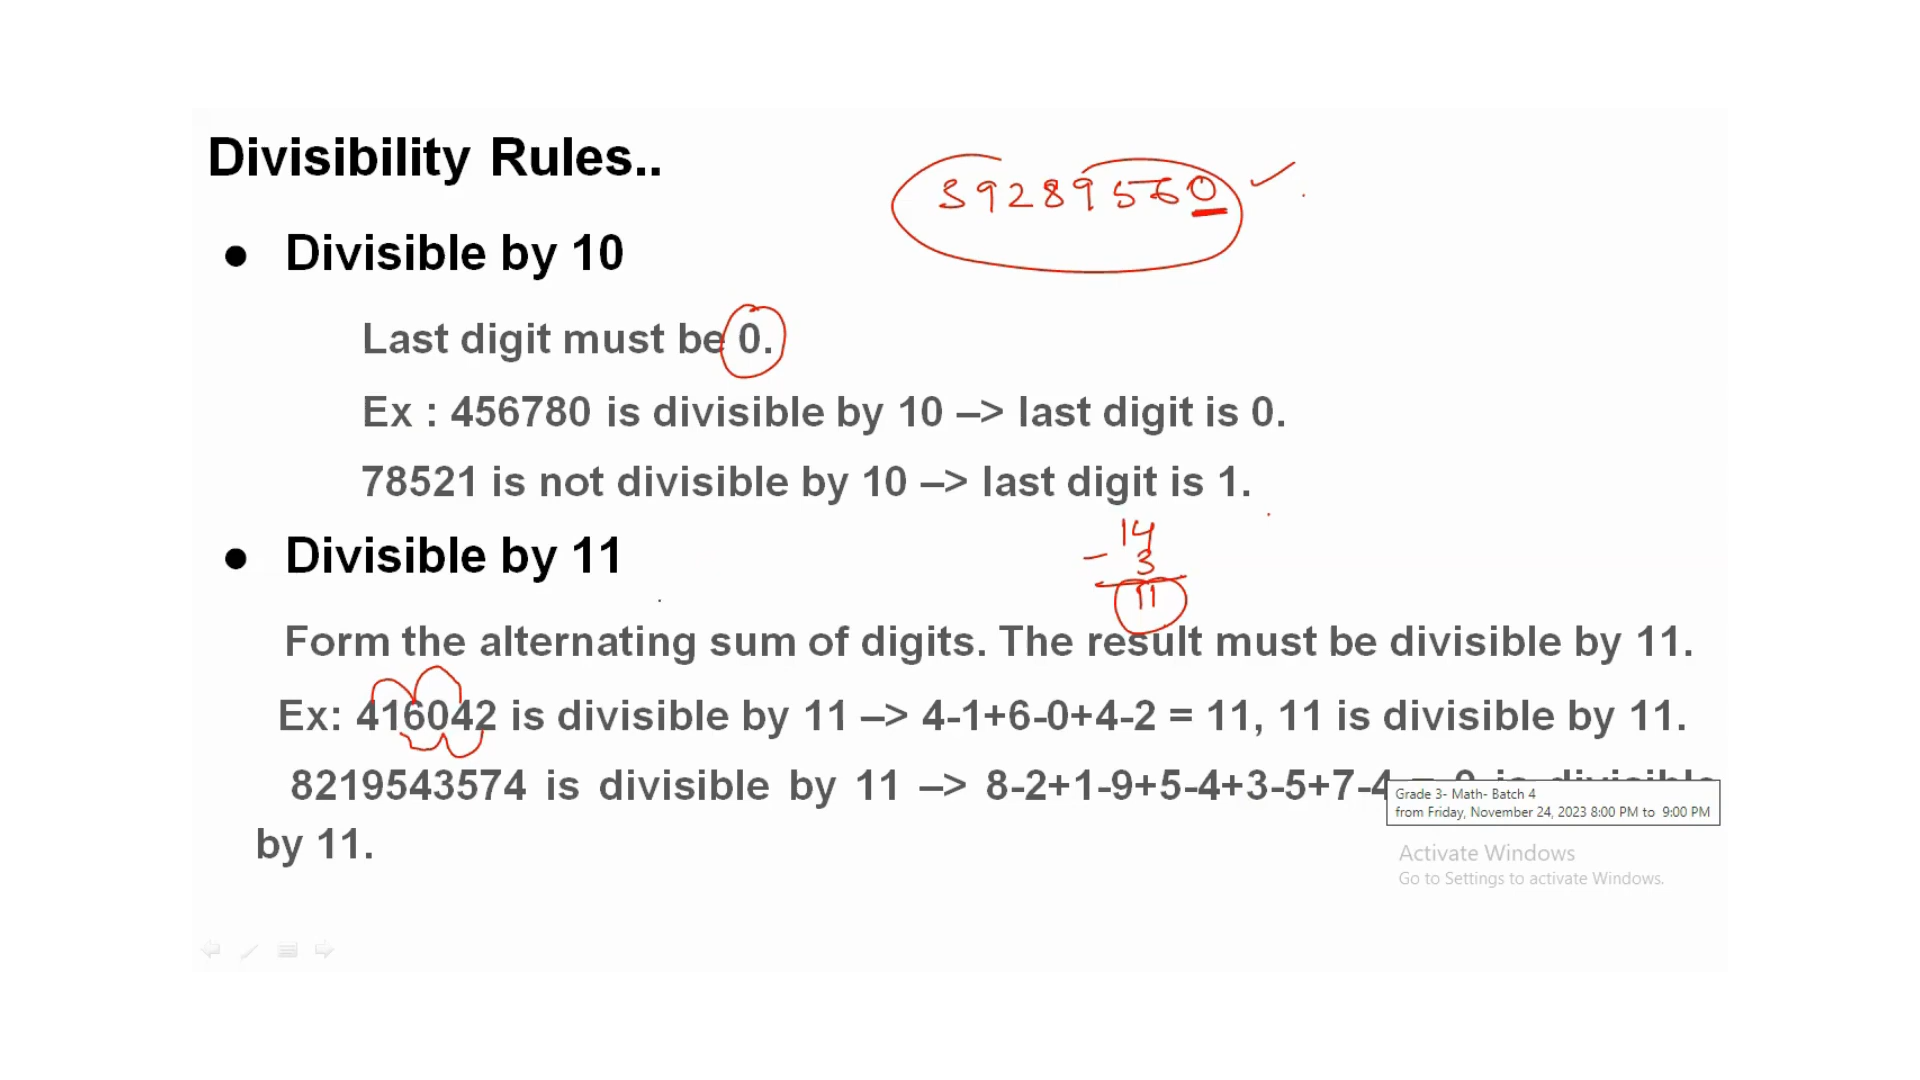 Divisibility Rules..
39289560
● Divisible by 10
Last digit must be 0.
Ex : 456780 is divisible by 10 –> last digit is 0.
78521 is not divisible by 10 –> last digit is 1.
14
● Divisible by 11
- 3
11
Form the alternating sum of digits. The result must be divisible by 11.
Ex: 416042 is divisible by 11 –> 4-1+6-0+4-2 = 11, 11 is divisible by 11.
8219543574 is divisible by 11 –> 8-2+1-9+5-4+3-5+7-4 = is divisible
by 11.
Grade 3- Math- Batch 4
from Friday, November 24, 2023 8:00 PM to 9:00 PM
Activate Windows
Go to Settings to activate Windows.